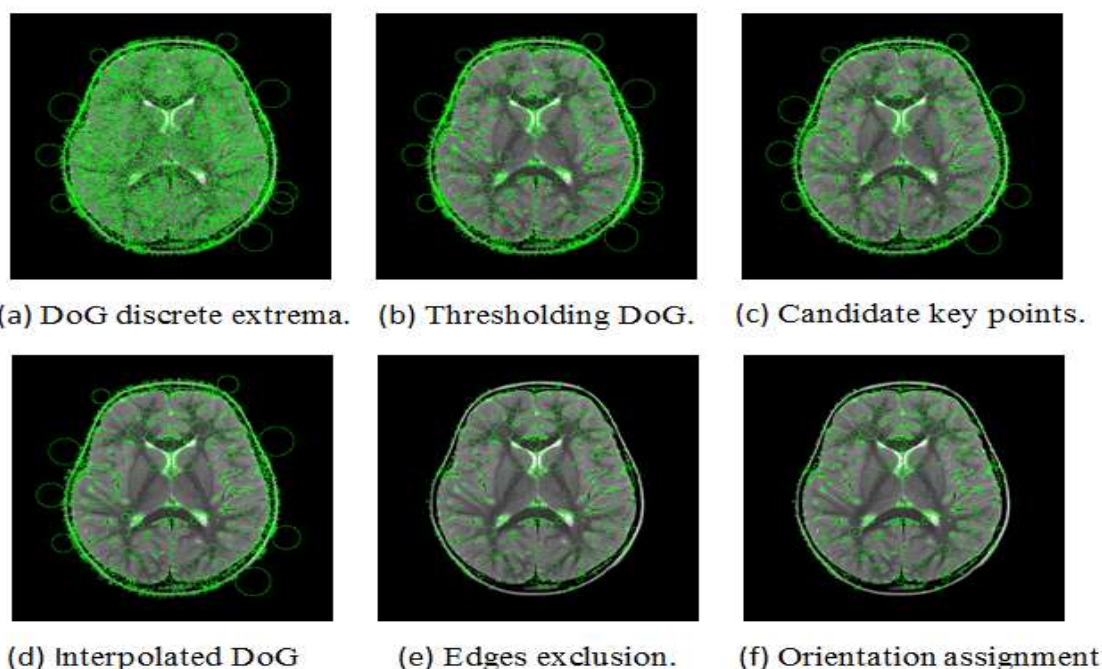 (a) DoG discrete extrema.
(b) Thresholding DoG.
(c) Candidate key points.
(d) Interpolated DoG
(e) Edges exclusion.
(f) Orientation assignment